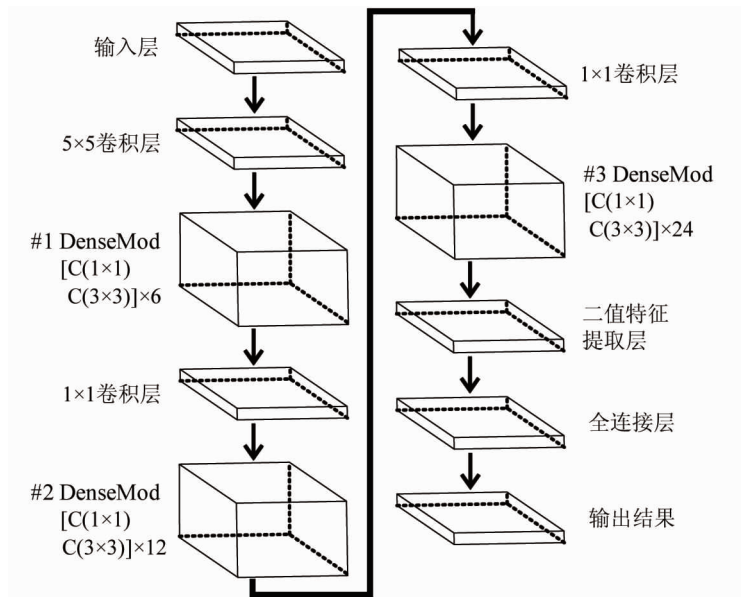 输入层
5×5卷积层
#1 DenseMod
[C(1×1)
C(3×3)]×6
1×1卷积层
#2 DenseMod
[C(1×1)
C(3×3)]×12
1×1卷积层
#3 DenseMod
[C(1×1)
C(3×3)]×24
二值特征
提取层
全连接层
输出结果